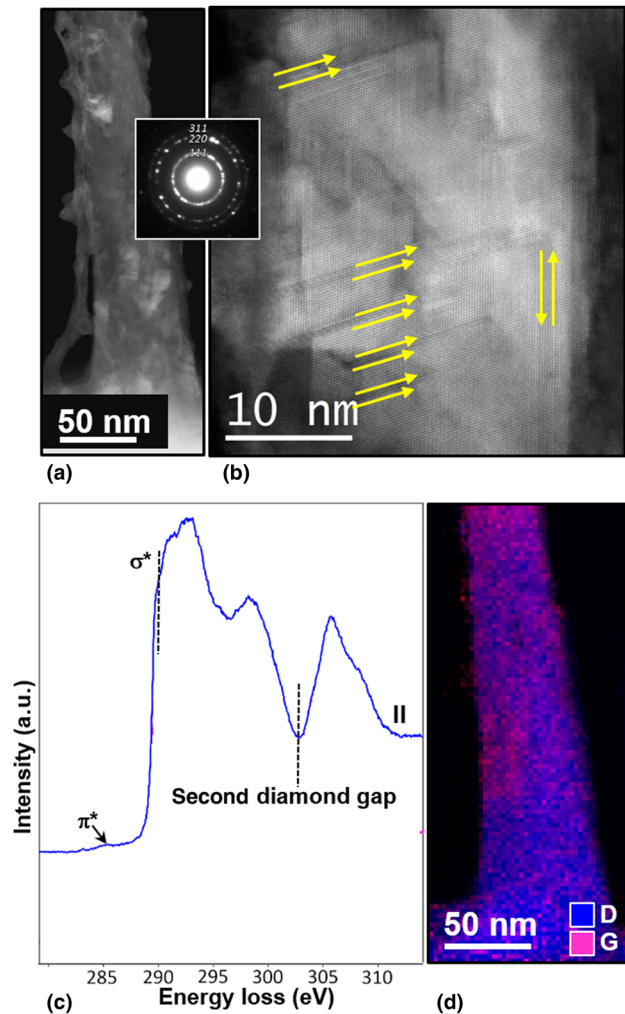 311
220
111
50 nm
10 nm
(a)
(b)
σ*
II
Second diamond gap
π*
Intensity (a.u.)
285
290
295
300
305
310
Energy loss (eV)
(c)
D
G
50 nm
(d)